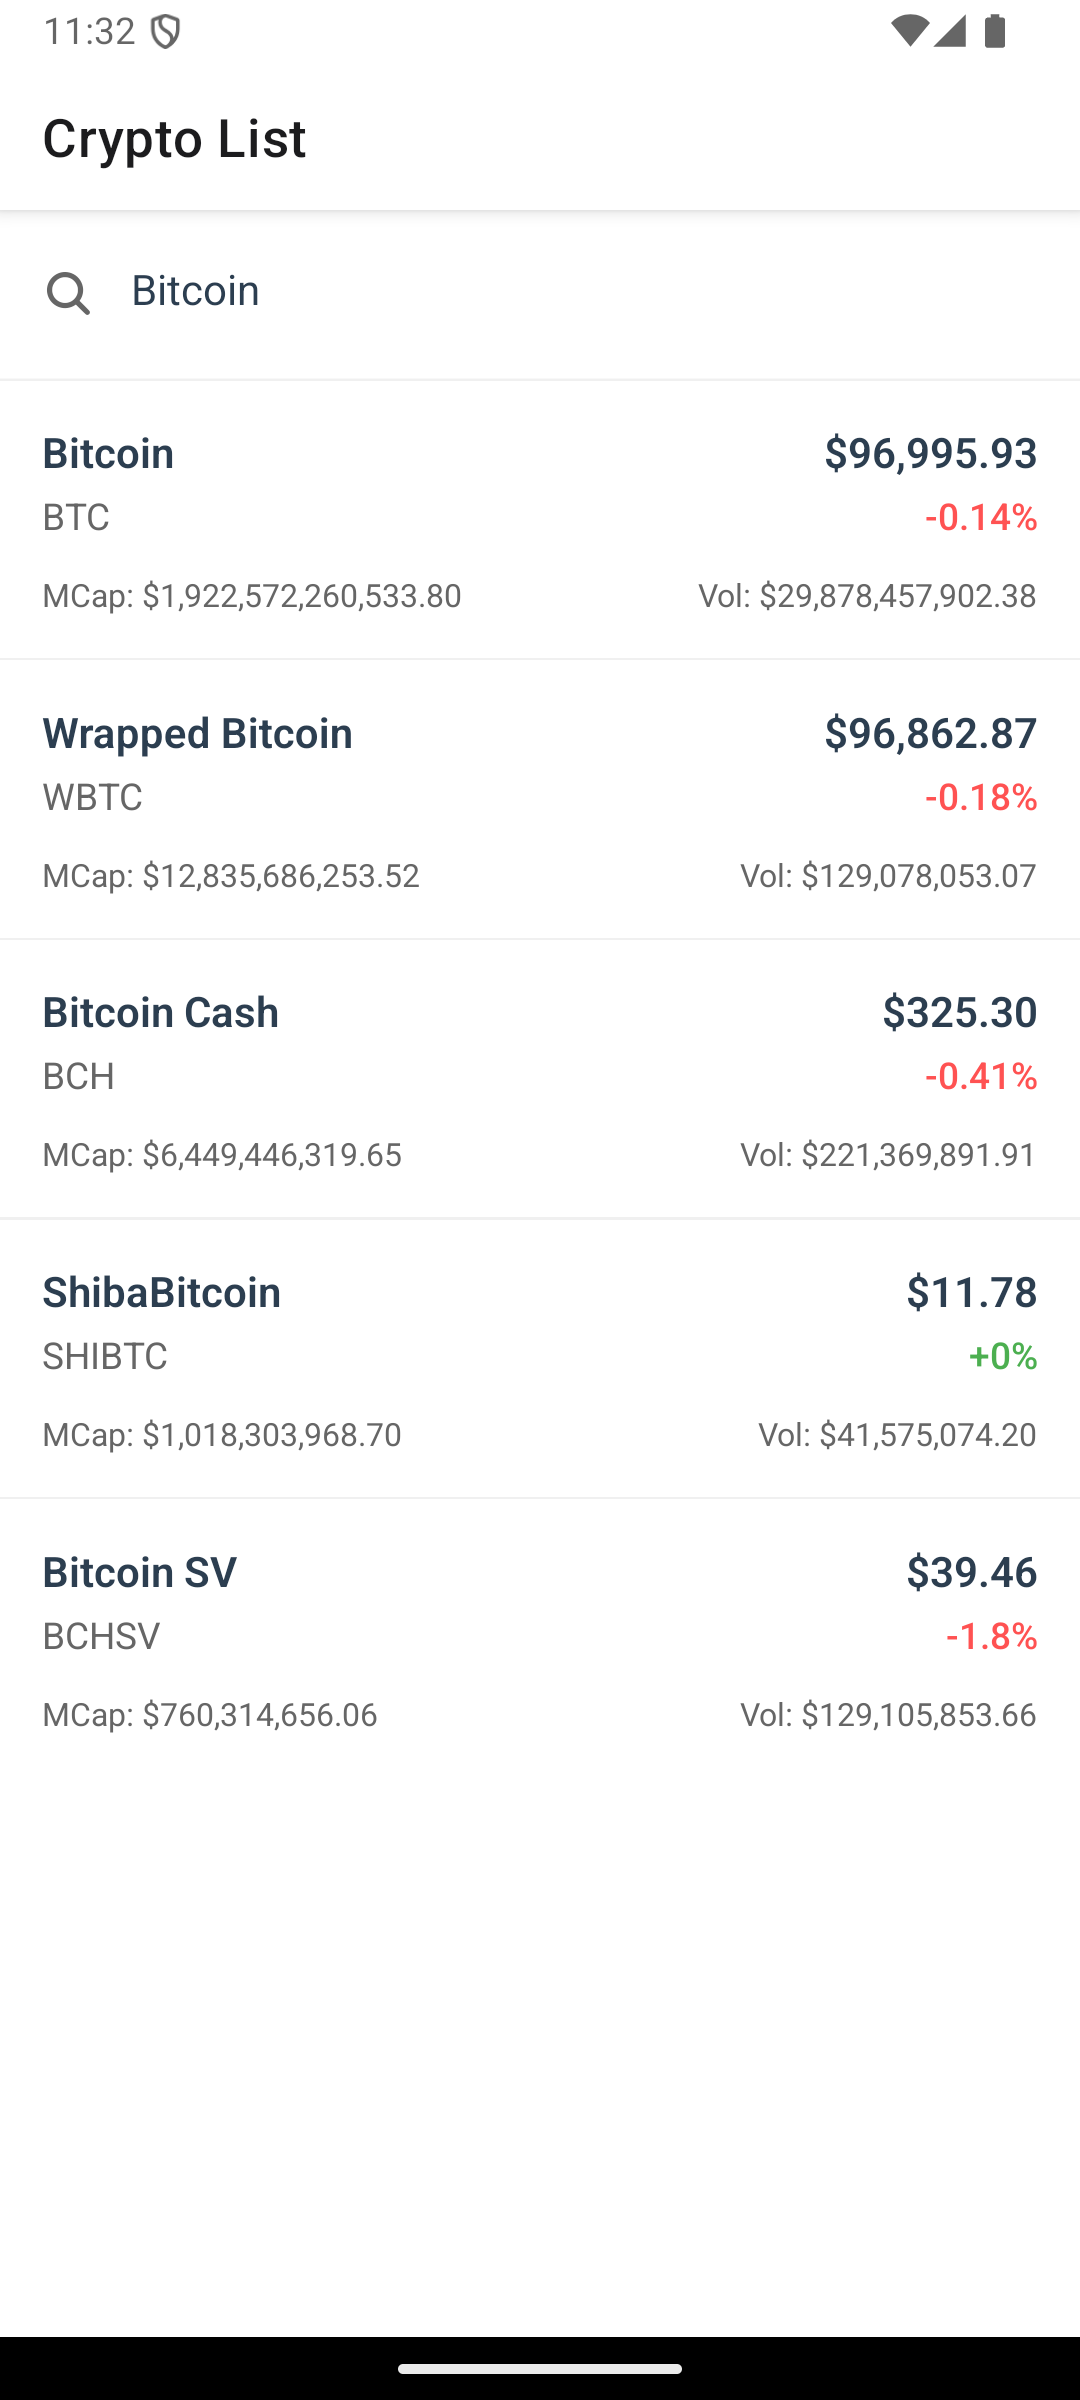 11:32
Crypto List
Bitcoin
Bitcoin $96,995.93
BTC -0.14%
MCap: $1,922,572,260,533.80 Vol: $29,878,457,902.38
Wrapped Bitcoin $96,862.87
WBTC -0.18%
MCap: $12,835,686,253.52 Vol: $129,078,053.07
Bitcoin Cash $325.30
BCH -0.41%
MCap: $6,449,446,319.65 Vol: $221,369,891.91
ShibaBitcoin $11.78
SHIBTC +0%
MCap: $1,018,303,968.70 Vol: $41,575,074.20
Bitcoin SV $39.46
BCHSV -1.8%
MCap: $760,314,656.06 Vol: $129,105,853.66